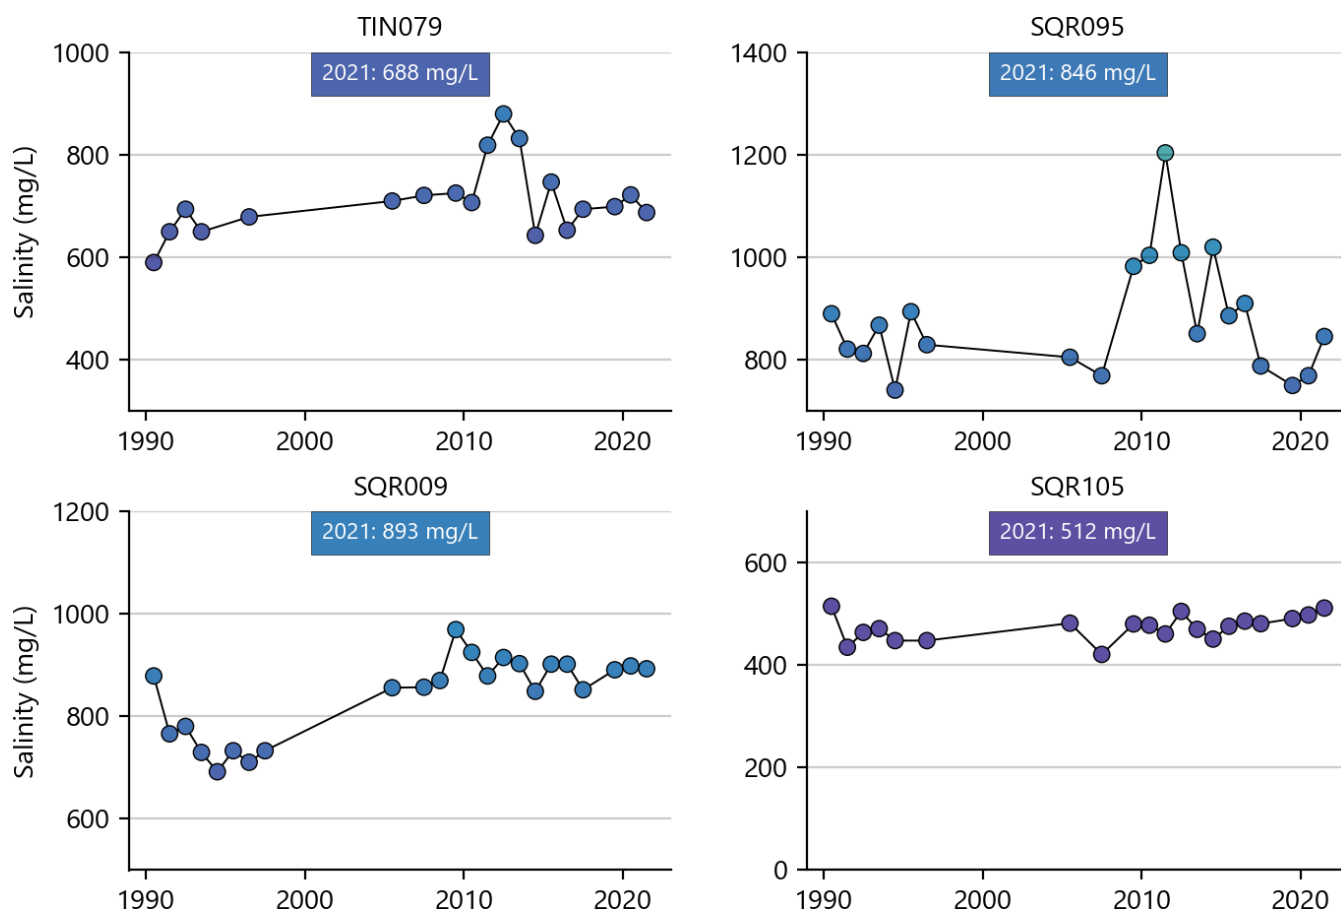 TIN079
2021: 688 mg/L
Salinity (mg/L)
1000
800
600
400
1990 2000 2010 2020
SQR095
2021: 846 mg/L
1400
1200
1000
800
1990 2000 2010 2020
SQR009
2021: 893 mg/L
Salinity (mg/L)
1200
1000
800
600
1990 2000 2010 2020
SQR105
2021: 512 mg/L
600
400
200
0
1990 2000 2010 2020